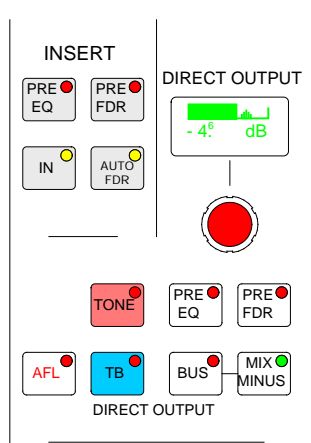 INSERT
PRE
EQ
PRE
FDR
IN
AUTO
FDR
DIRECT OUTPUT
- 4.6 dB
TONE
PRE
EQ
PRE
FDR
AFL
TB
BUS
MIX
MINUS
DIRECT OUTPUT